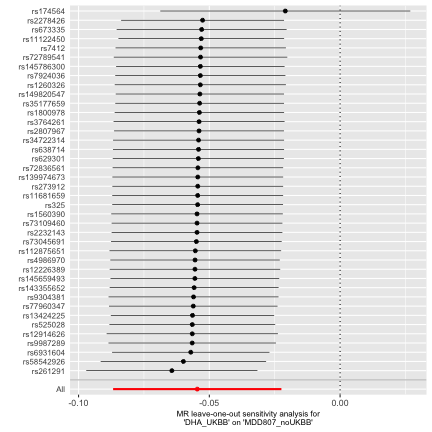 rs174564
rs2278426
rs673335
rs11122450
rs7412
rs72789541
rs145786300
rs7924036
rs1260326
rs149820547
rs35177659
rs1800978
rs3764261
rs2807967
rs34722314
rs638714
rs629301
rs72836561
rs139974673
rs273912
rs11681659
rs325
rs1560390
rs73109460
rs2232143
rs73045691
rs112875651
rs4986970
rs12226389
rs145659493
rs143355652
rs9304381
rs77960347
rs13424225
rs525028
rs12914626
rs9987289
rs6931604
rs58542926
rs261291
All
-0.10 -0.05 0.00
MR leave-one-out sensitivity analysis for
'DHA_UKBB' on 'MDD807_noUKBB'